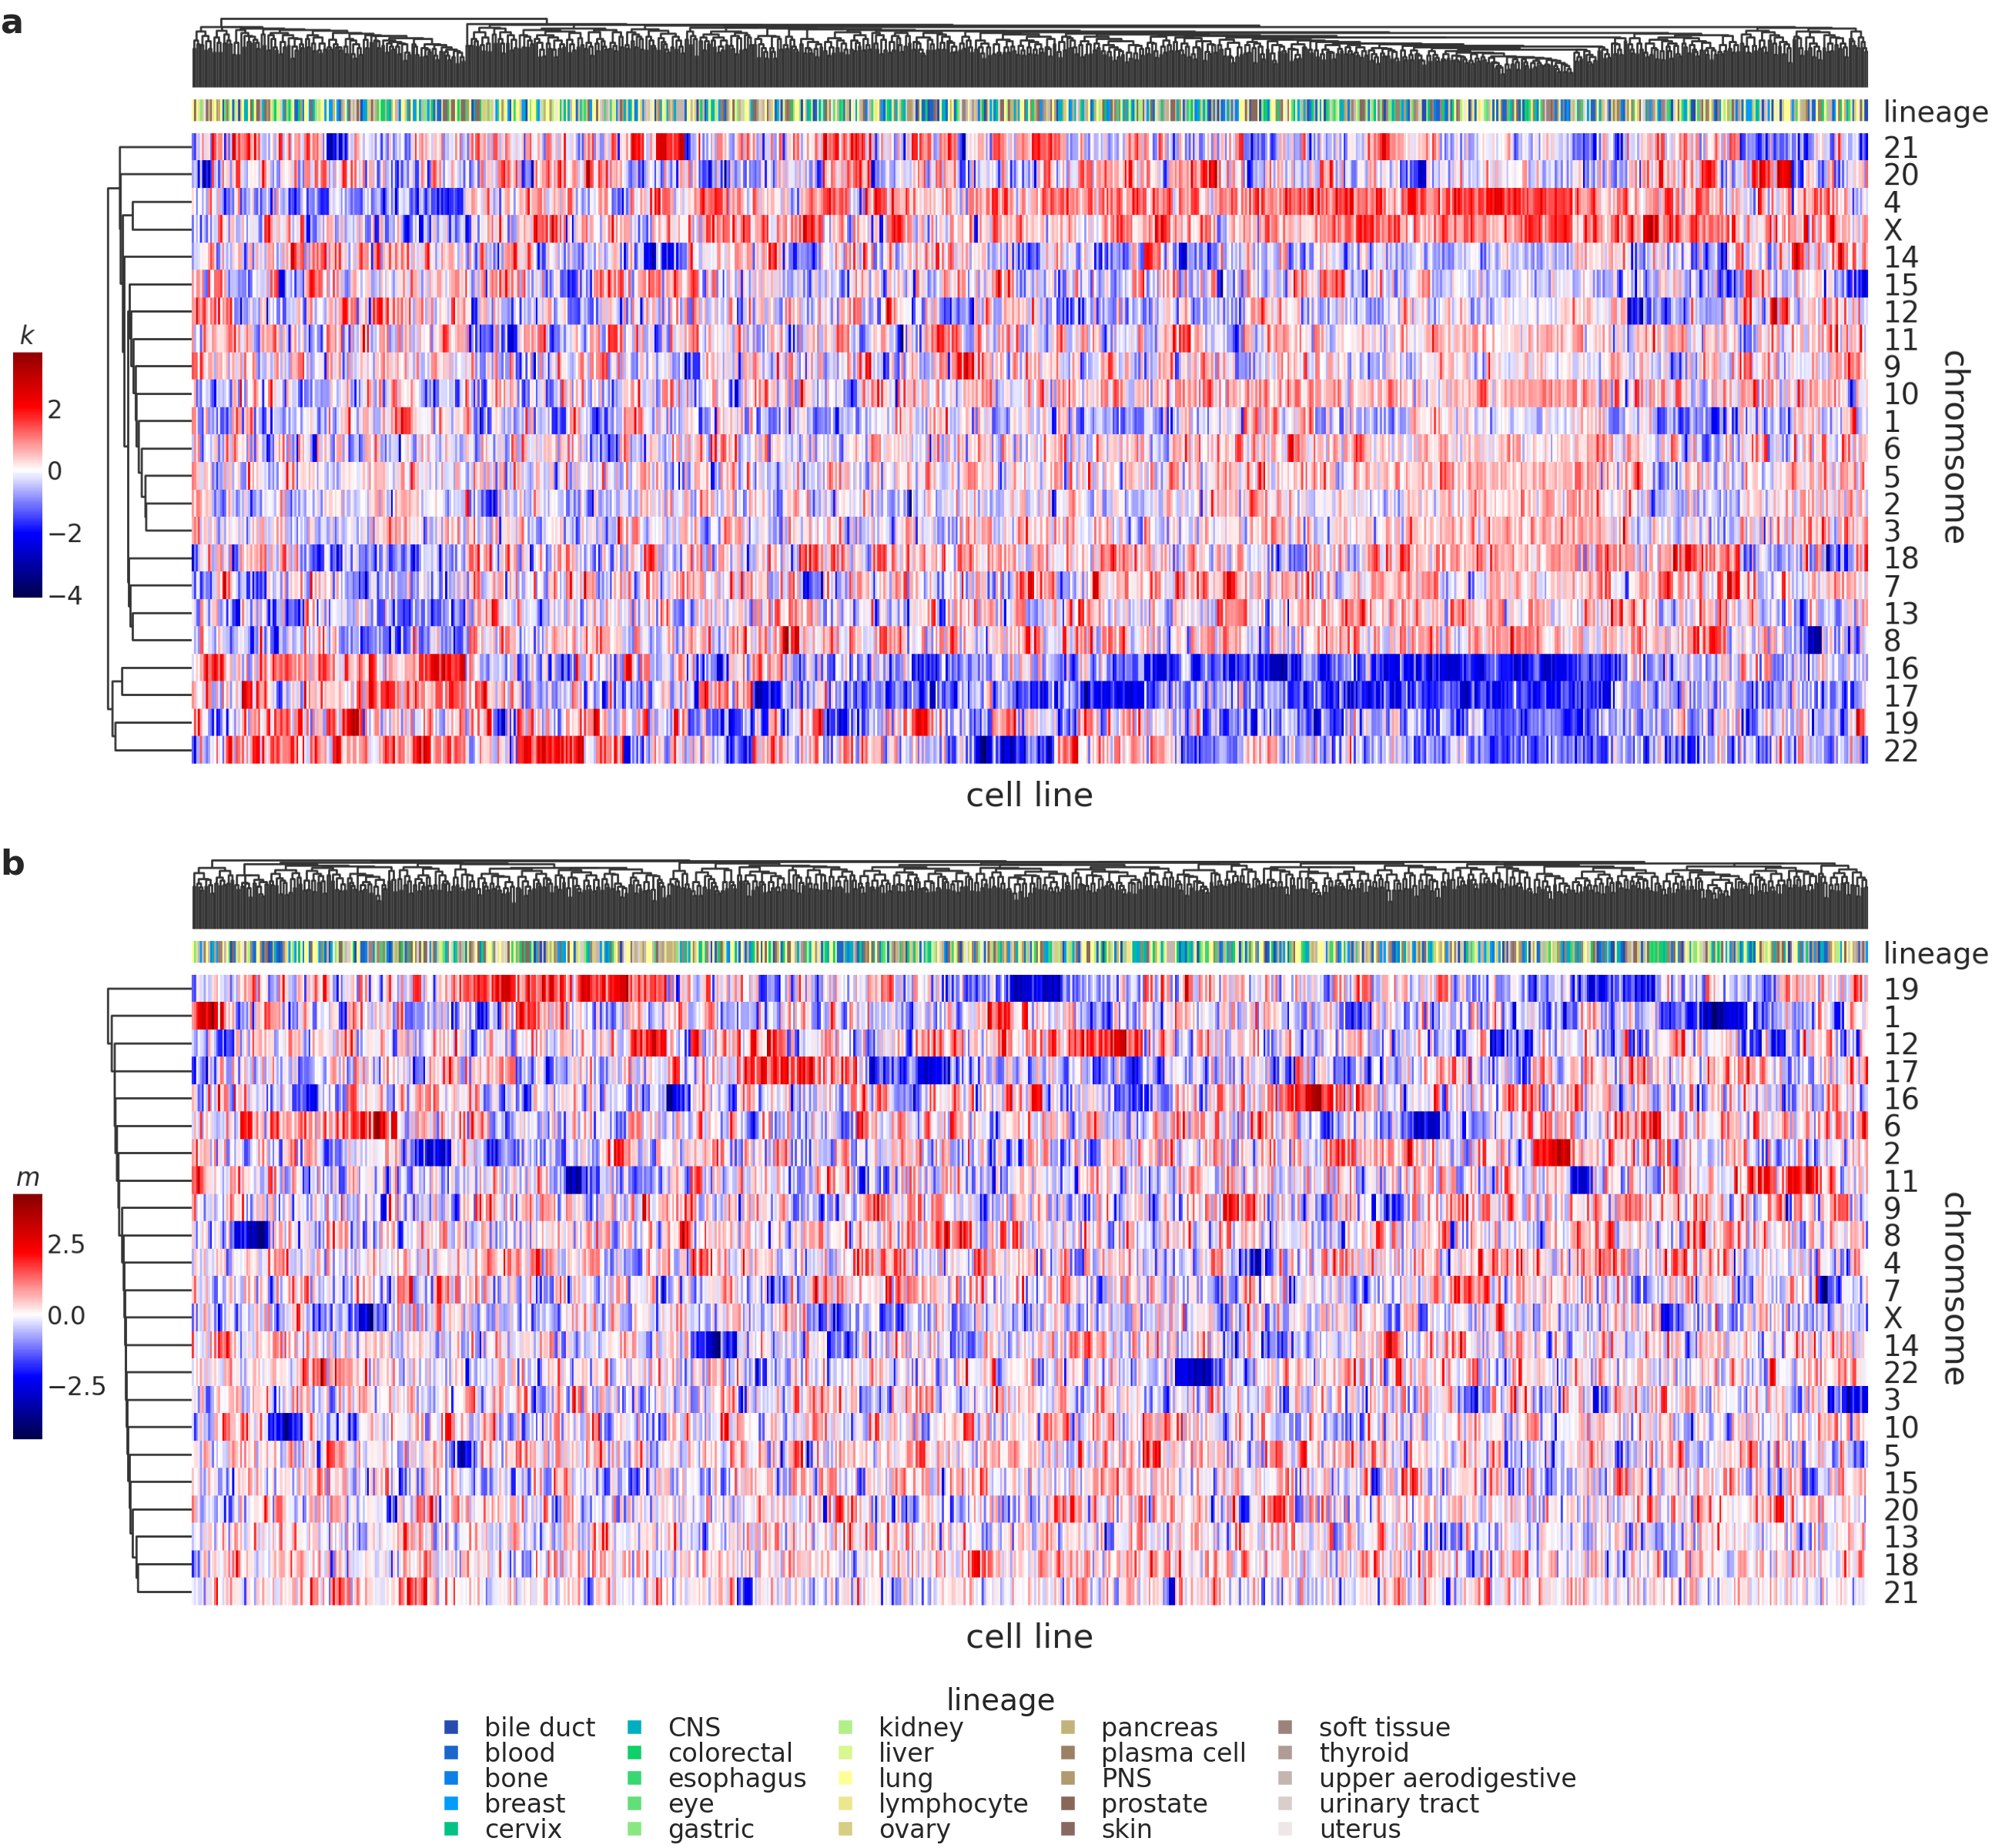 a
lineage
21
20
4
X
14
15
12
11
9
10
1
6
5
2
3
18
7
13
8
16
17
19
22
chromsome
k
2
0
−2
−4
cell line
b
lineage
19
1
12
17
16
6
2
11
9
8
4
7
X
14
22
3
10
5
15
20
13
18
21
chromsome
m
2.5
0.0
−2.5
cell line
lineage
bile duct CNS kidney pancreas soft tissue
blood colorectal liver plasma cell thyroid
bone esophagus lung PNS upper aerodigestive
breast eye lymphocyte prostate urinary tract
cervix gastric ovary skin uterus